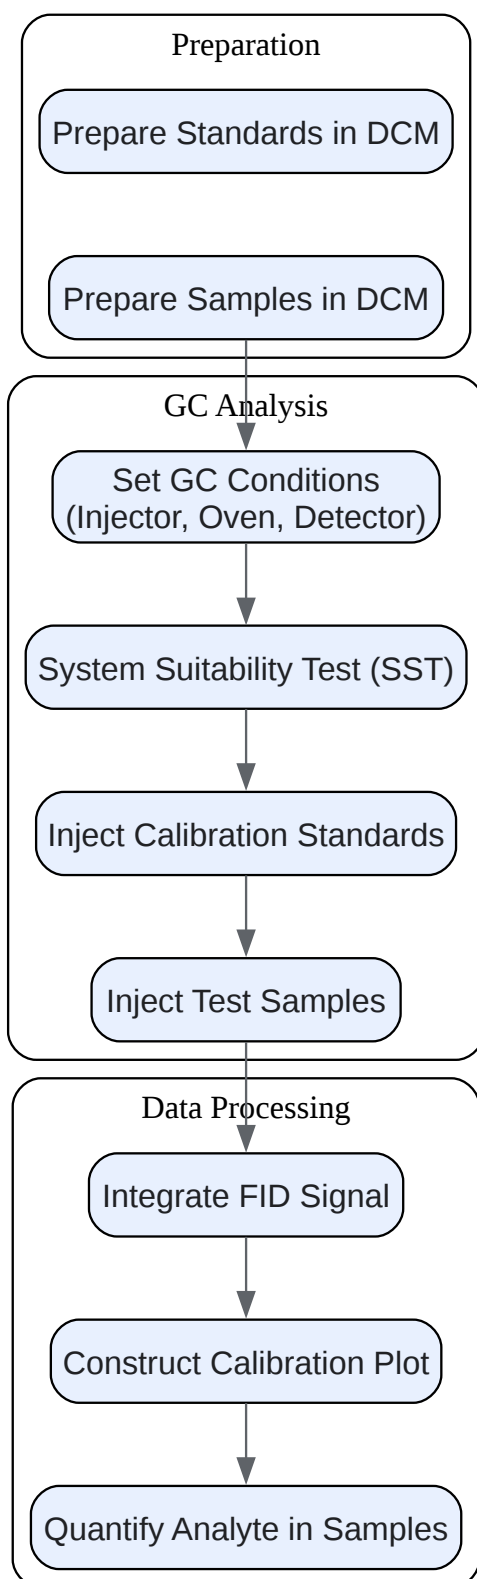 Preparation
Prepare Standards in DCM
Prepare Samples in DCM
GC Analysis
Set GC Conditions
(Injector, Oven, Detector)
System Suitability Test (SST)
Inject Calibration Standards
Inject Test Samples
Data Processing
Integrate FID Signal
Construct Calibration Plot
Quantify Analyte in Samples